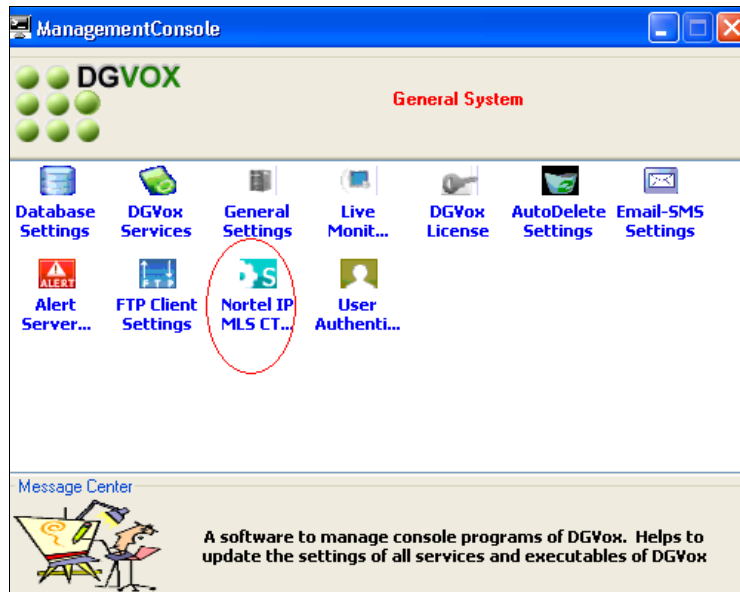 ManagementConsole
DGVOX
General System
Database DGVox General Live DGVox AutoDelete Email-SMS
Settings Services Settings Monit... License Settings Settings
ALERT FTP S
Alert FTP Client Nortel IP User
Server... Settings MLS CT... Authenti...
Message Center
A software to manage console programs of DGVox. Helps to
update the settings of all services and executables of DGVox